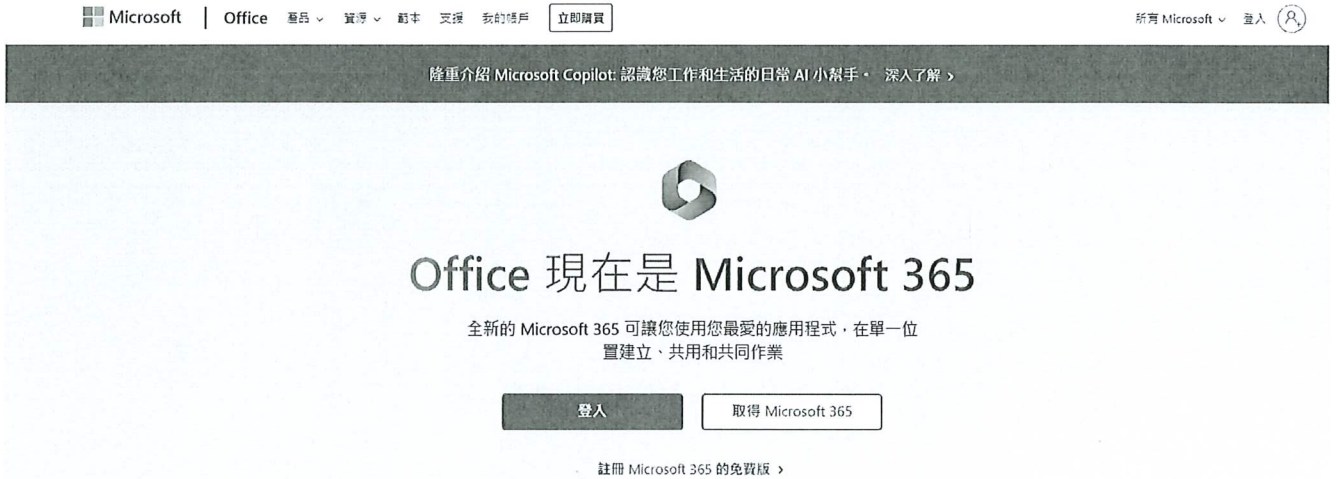 Microsoft | Office 產品 資源 範本 支援 我的帳戶 立即購買 所有 Microsoft 登入
隆重介紹 Microsoft Copilot: 認識您工作和生活的日常 AI 小幫手。 深入了解 >
Office 現在是 Microsoft 365
全新的 Microsoft 365 可讓您使用您最愛的應用程式，在單一位
置建立、共用和共同作業
登入 取得 Microsoft 365
註冊 Microsoft 365 的免費版 >